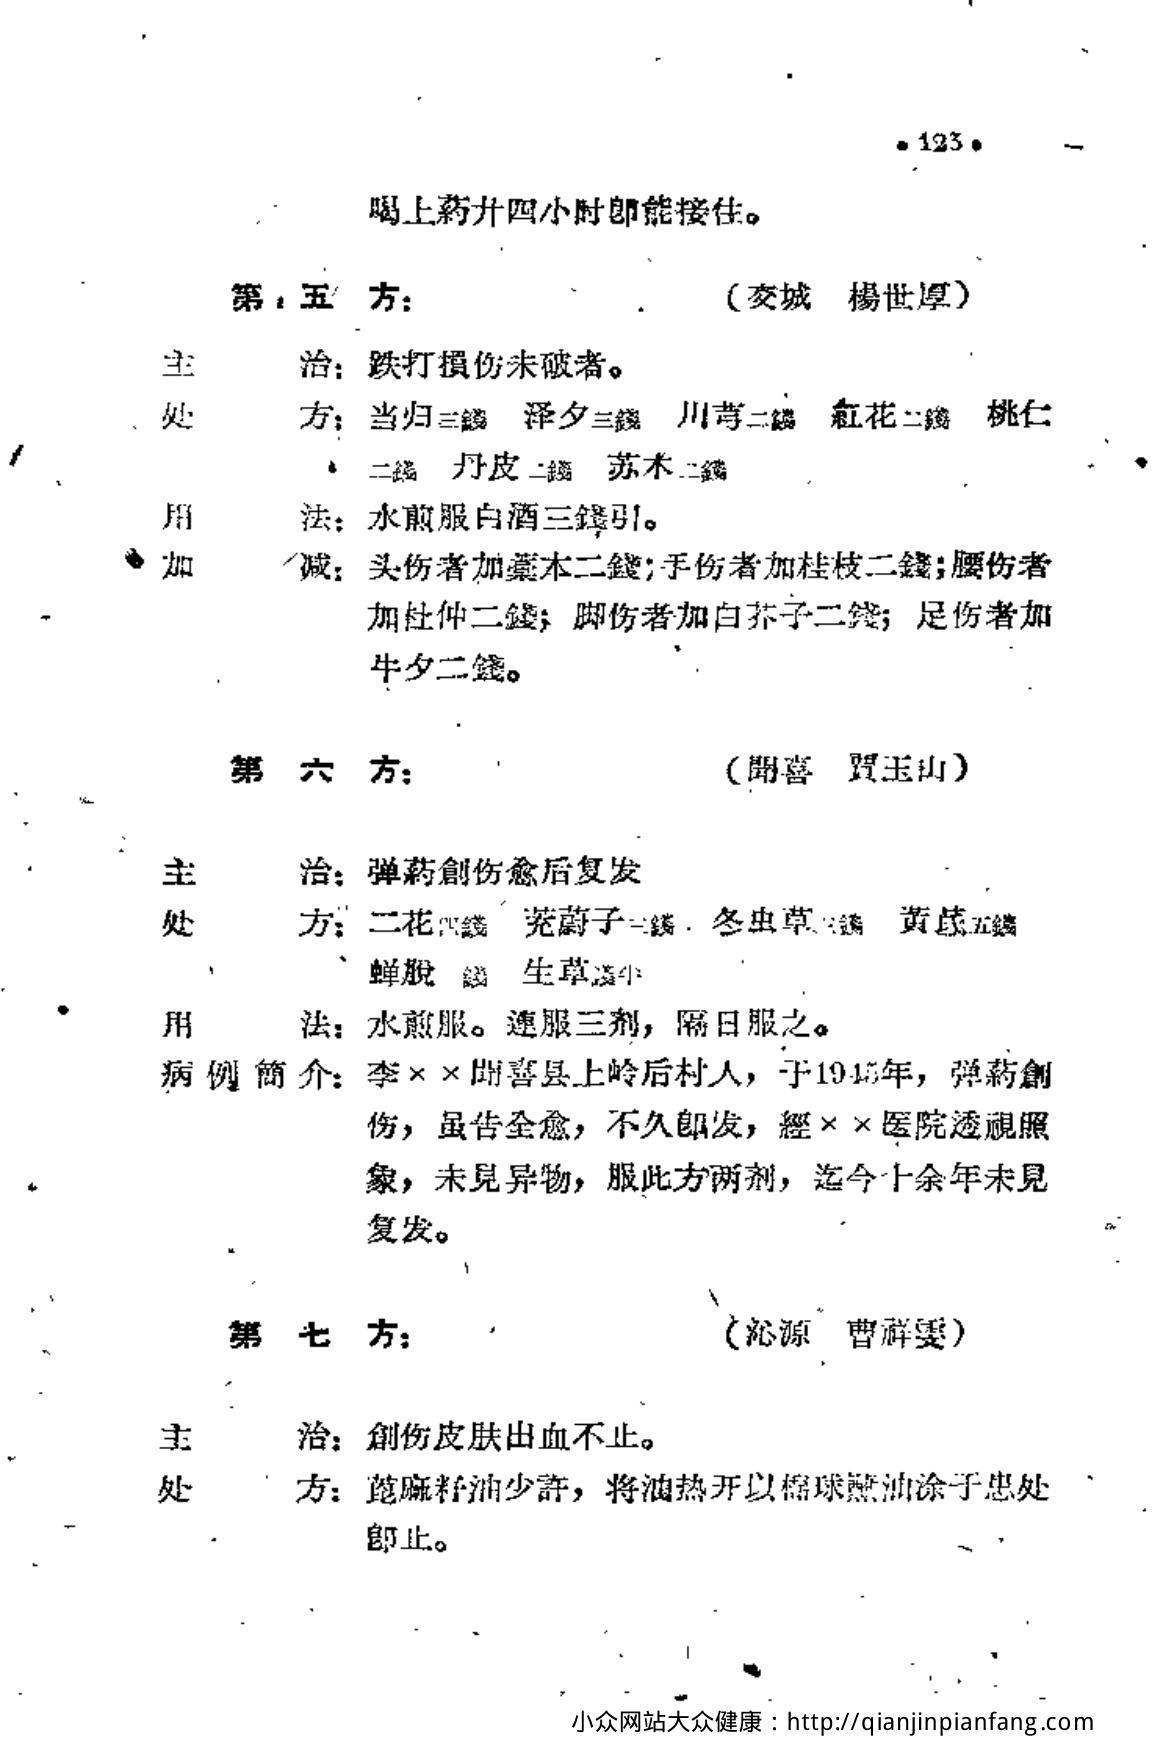 •123•
喝上药廾四小时卽能接住。
第五方： （交城 楊世厚）
主治：跌打損伤未破者。
处方：当归三錢 泽夕三錢 川芎二錢 紅花二錢 桃仁
二錢 丹皮二錢 苏木二錢
用法：水煎服白酒三錢引。
加减：头伤者加藁本二錢；手伤者加桂枝二錢；腰伤者
加杜仲二錢；脚伤者加白芥子二錢；足伤者加
牛夕二錢。
第六方： （聞喜 賈玉山）
主治：弹药創伤愈后复发
处方：二花四錢 茺蔚子三錢 冬虫草三錢 黃芪五錢
蝉脫 錢 生草
用法：水煎服。連服三剂，隔日服之。
病例簡介：李××聞喜县上岭后村人，于194年，弹药創
伤，虽告全愈，不久卽发，經××医院透視照
象，未見异物，服此方两剂，迄今十余年未見
复发。
第七方： （沁源 曹祥雯）
主治：創伤皮肤出血不止。
处方：萞麻籽油少許，将油热开以棉球蘸油涂于患处
卽止。
小众网站大众健康：http://qianjinpianfang.com